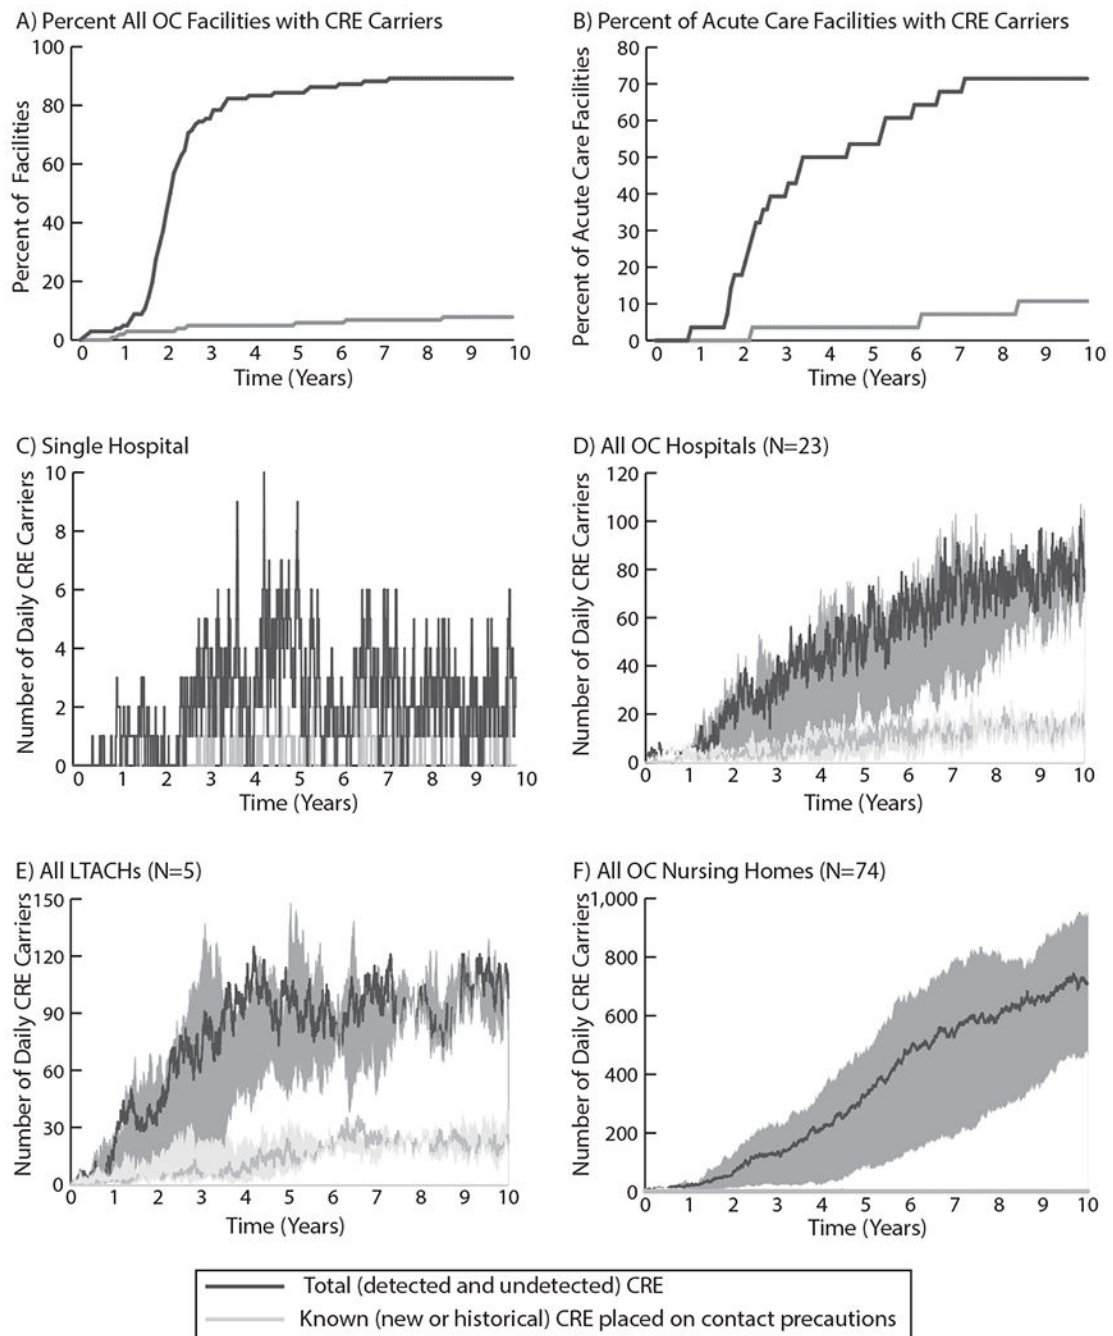 A) Percent All OC Facilities with CRE Carriers
Percent of Facilities
100
80
60
40
20
0
0 1 2 3 4 5 6 7 8 9 10
Time (Years)
B) Percent of Acute Care Facilities with CRE Carriers
Percent of Acute Care Facilities
80
70
60
50
40
30
20
10
0
0 1 2 3 4 5 6 7 8 9 10
Time (Years)
C) Single Hospital
Number of Daily CRE Carriers
10
8
6
4
2
0
0 1 2 3 4 5 6 7 8 9 10
Time (Years)
D) All OC Hospitals (N=23)
Number of Daily CRE Carriers
120
100
80
60
40
20
0
0 1 2 3 4 5 6 7 8 9 10
Time (Years)
E) All LTACHs (N=5)
Number of Daily CRE Carriers
150
120
90
60
30
0
0 1 2 3 4 5 6 7 8 9 10
Time (Years)
F) All OC Nursing Homes (N=74)
Number of Daily CRE Carriers
1,000
800
600
400
200
0
0 1 2 3 4 5 6 7 8 9 10
Time (Years)
Total (detected and undetected) CRE
Known (new or historical) CRE placed on contact precautions